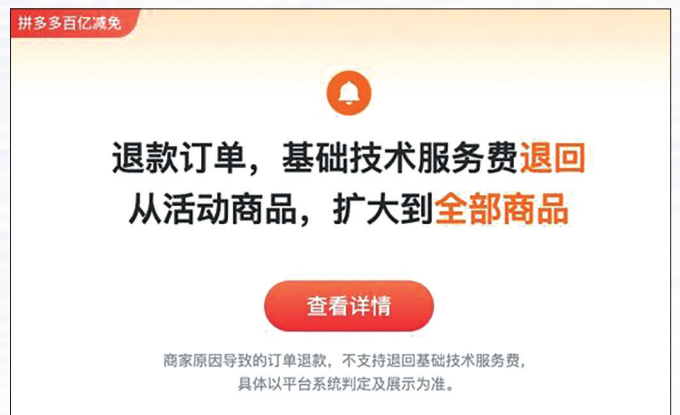 拼多多百亿减免
退款订单，基础技术服务费退回
从活动商品，扩大到全部商品
查看详情
商家原因导致的订单退款，不支持退回基础技术服务费，
具体以平台系统判定及展示为准。